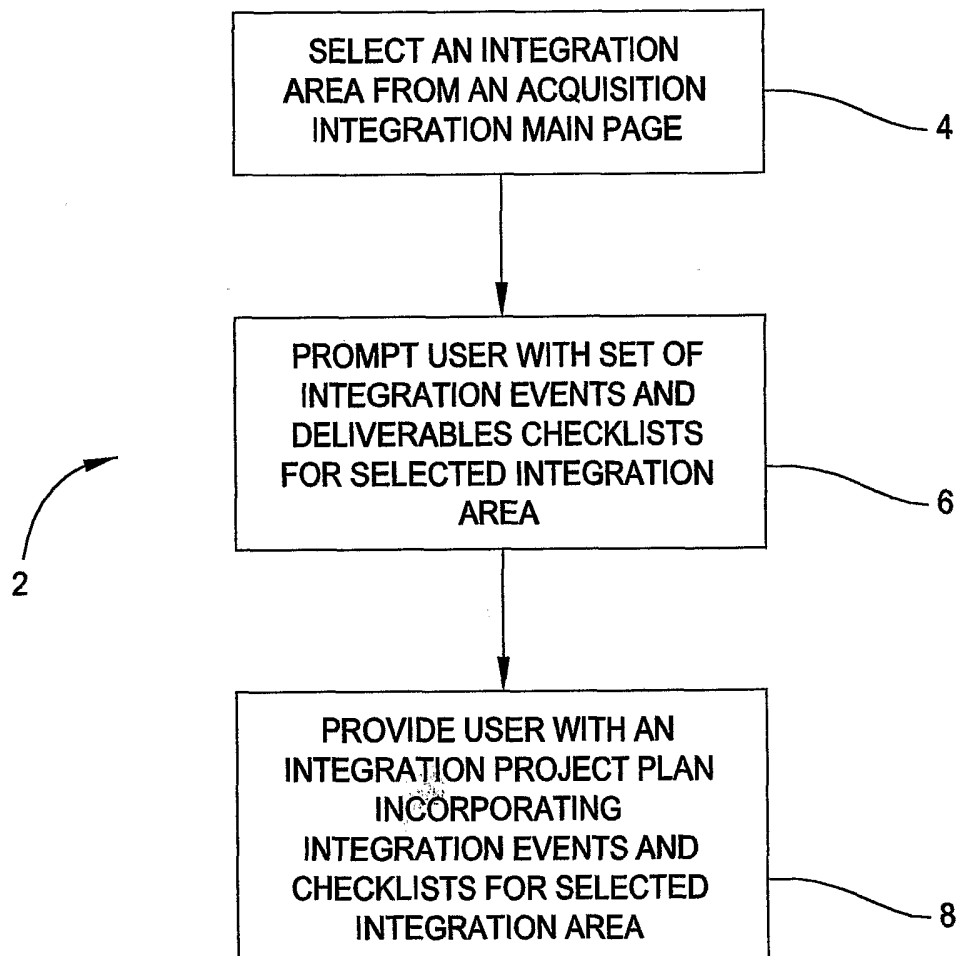 SELECT AN INTEGRATION
AREA FROM AN ACQUISITION
INTEGRATION MAIN PAGE
4
PROMPT USER WITH SET OF
INTEGRATION EVENTS AND
DELIVERABLES CHECKLISTS
FOR SELECTED INTEGRATION
AREA
6
2
PROVIDE USER WITH AN
INTEGRATION PROJECT PLAN
INCORPORATING
INTEGRATION EVENTS AND
CHECKLISTS FOR SELECTED
INTEGRATION AREA
8